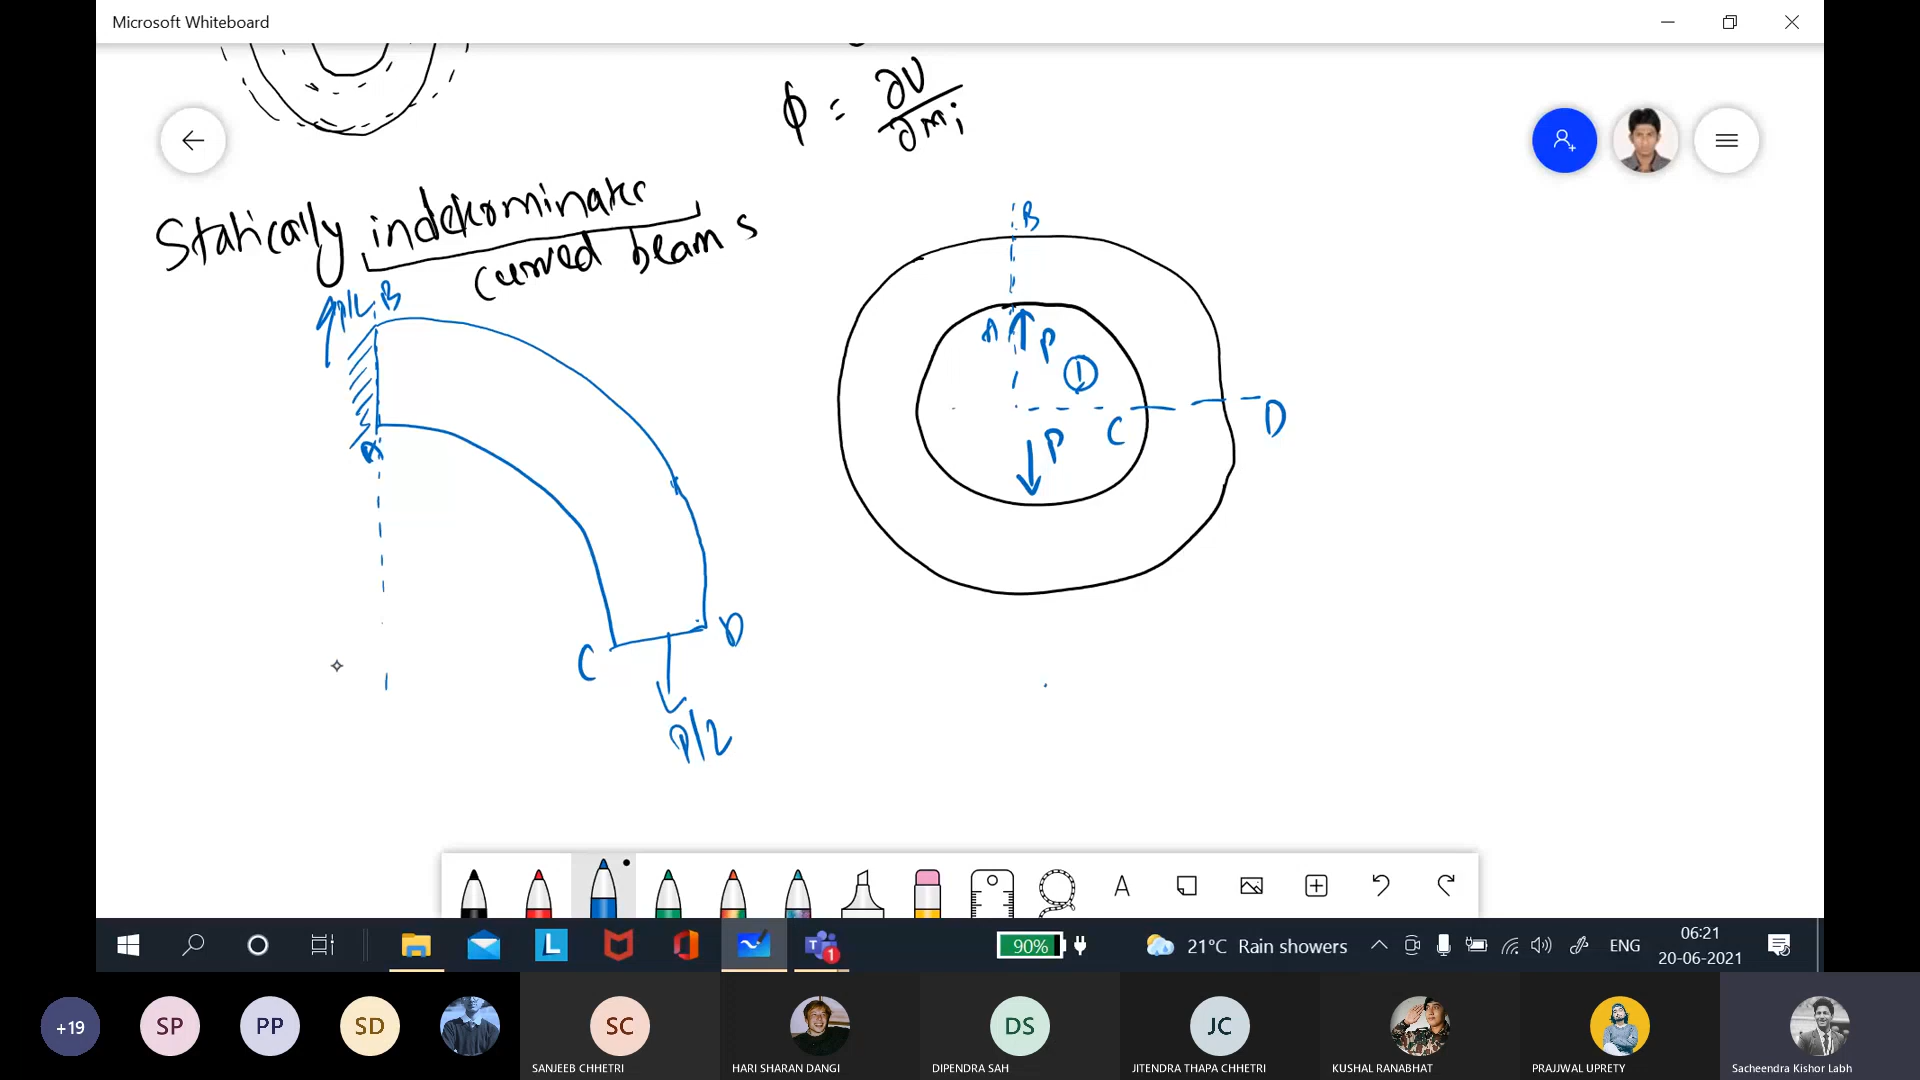 Microsoft Whiteboard
ϕ = ∂U
∂Mi
Statically indeterminate
curved beams
P/2 B
A
C
D
P/2
B
A
P
1
C
D
P
A
90%
21°C Rain showers
1
ENG
06:21
20-06-2021
+19
SP
PP
SD
SC
DS
JC
SANJEEB CHHETRI
HARI SHARAN DANGI
DIPENDRA SAH
JITENDRA THAPA CHHETRI
KUSHAL RANABHAT
PRAJJWAL UPRETY
Sacheendra Kishor Labh